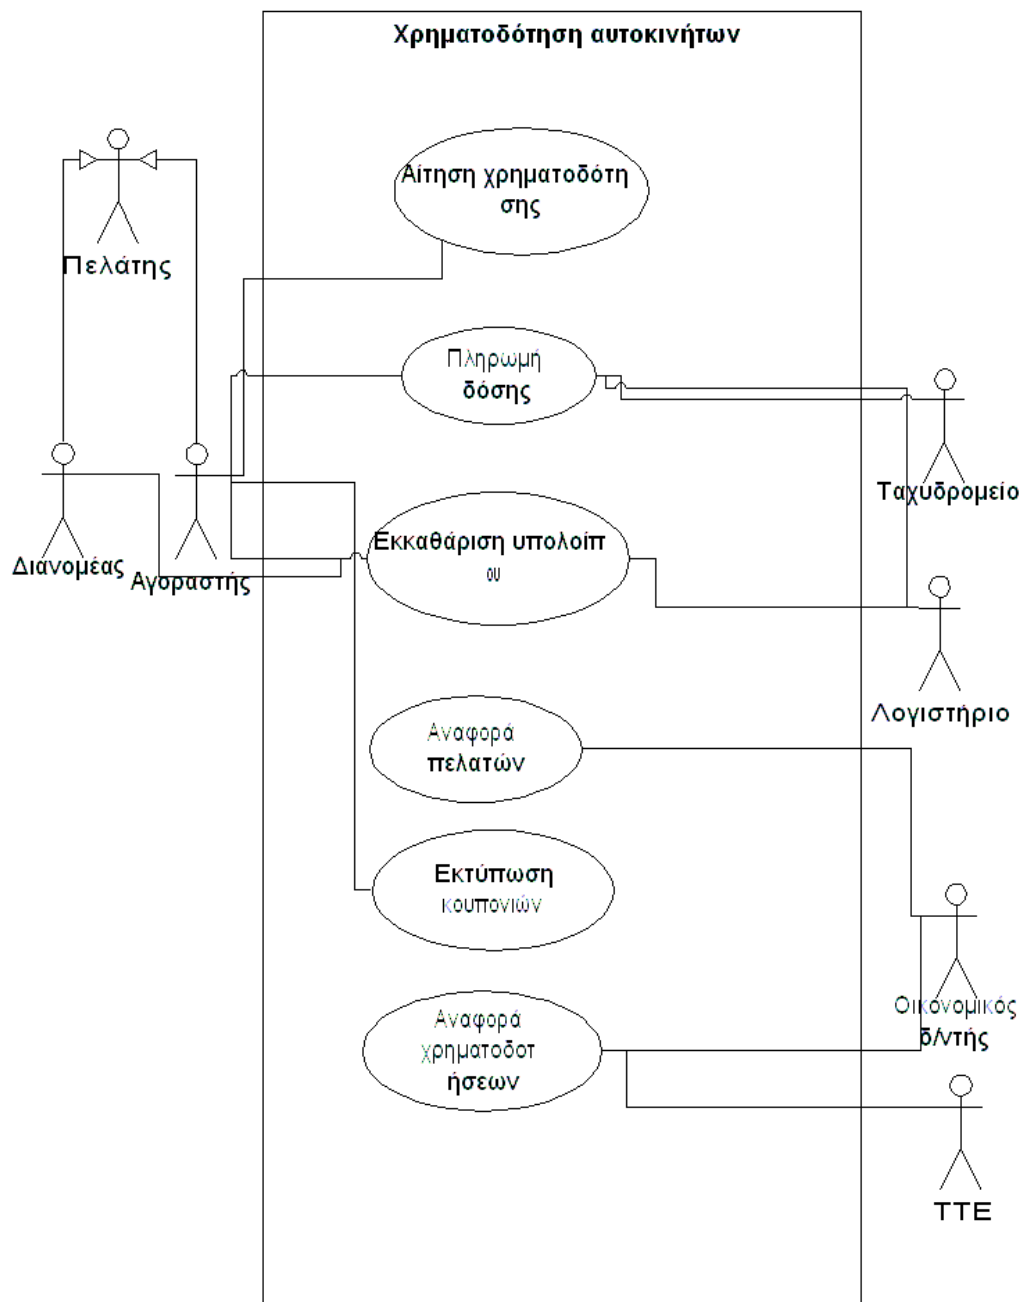 Χρηματοδότηση αυτοκινήτων
Αίτηση χρηματοδότη
σης
Πελάτης
Πληρωμή
δόσης
Ταχυδρομείο
Διανομέας
Αγοραστής
Εκκαθάριση υπολοίπ
ου
Λογιστήριο
Αναφορά
πελατών
Εκτύπωση
κουπονιών
Οικονομικός
δ/ντής
Αναφορά
χρηματοδοτ
ήσεων
ΤΤΕ